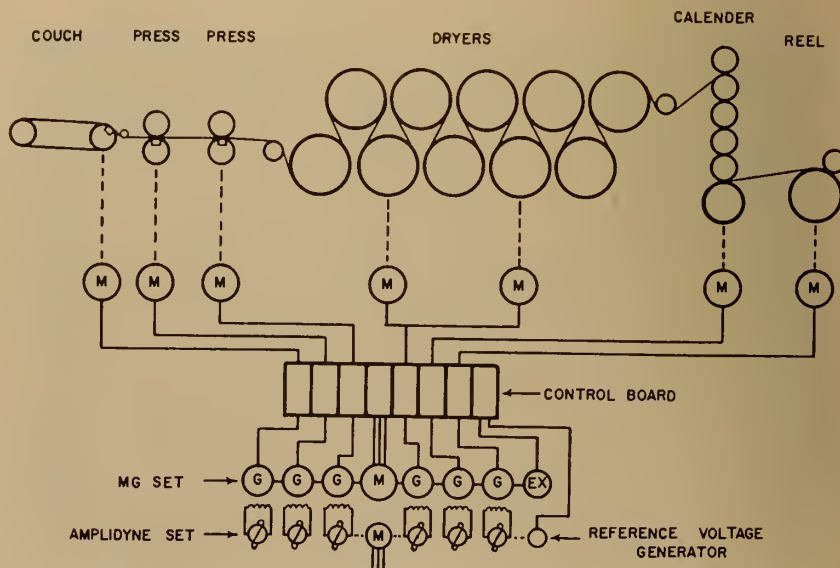 COUCH PRESS PRESS DRYERS CALENDER REEL
M M M M M M M
CONTROL BOARD
MG SET G G G M G G G EX
AMPLIDYNE SET M REFERENCE VOLTAGE
GENERATOR